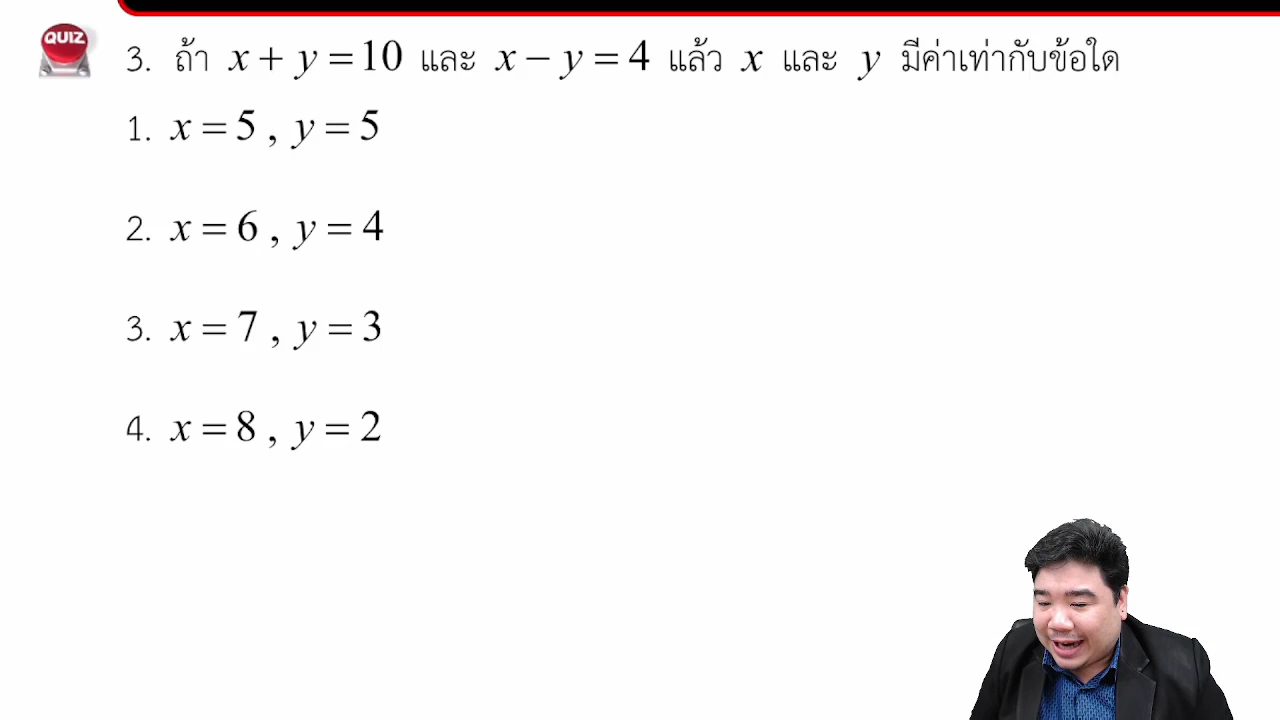 QUIZ
3. ถ้า x + y = 10 และ x − y = 4 แล้ว x และ y มีค่าเท่ากับข้อใด
1. x = 5 , y = 5
2. x = 6 , y = 4
3. x = 7 , y = 3
4. x = 8 , y = 2